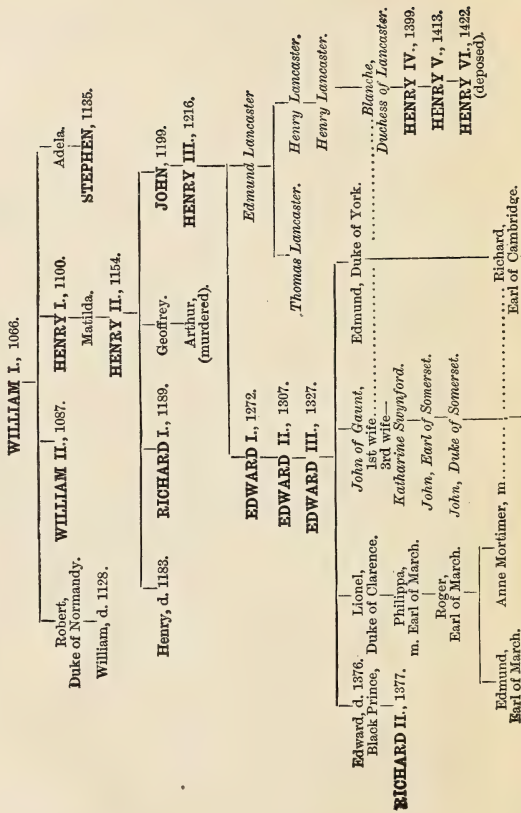 WILLIAM I., 1066.
Robert,
Duke of Normandy.
William, d. 1128.
WILLIAM II., 1087.
HENRY I., 1100.
Matilda.
HENRY II., 1154.
Adela.
STEPHEN, 1135.
Henry, d. 1183.
RICHARD I., 1189.
Geoffrey.
Arthur,
(murdered).
JOHN, 1199.
HENRY III., 1216.
EDWARD I., 1272.
EDWARD II., 1307.
EDWARD III., 1327.
Edmund Lancaster
Thomas Lancaster.
Henry Lancaster.
Henry Lancaster.
Edward, d. 1376.
Black Prince,
RICHARD II., 1377.
Lionel,
Duke of Clarence.
Philippa,
m. Earl of March.
Roger,
Earl of March.
John of Gaunt,
1st wife
3rd wife—
Katharine Swynford.
John, Earl of Somerset.
John, Duke of Somerset.
Edmund, Duke of York.
Blanche,
Duchess of Lancaster.
HENRY IV., 1399.
HENRY V., 1413.
HENRY VI., 1422.
(deposed).
Edmund,
Earl of March.
Anne Mortimer, m.
Richard,
Earl of Cambridge.